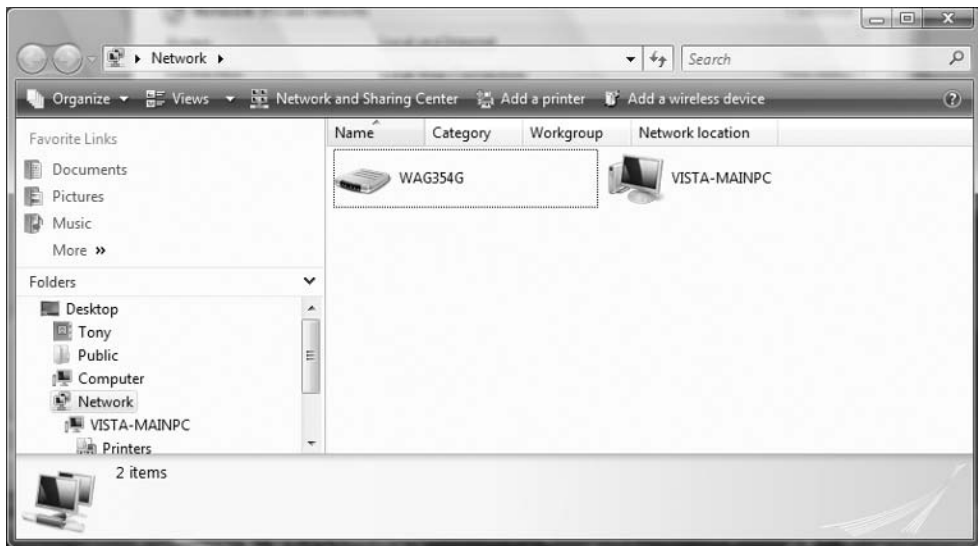 Network
Search
Organize Views Network and Sharing Center Add a printer Add a wireless device
Favorite Links
Documents
Pictures
Music
More »
Folders
Desktop
Tony
Public
Computer
Network
VISTA-MAINPC
Printers
Name Category Workgroup Network location
WAG354G VISTA-MAINPC
2 items